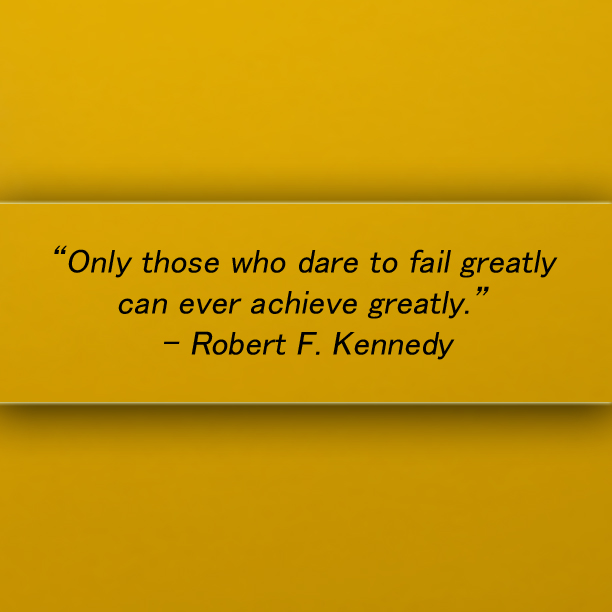 “Only those who dare to fail greatly
can ever achieve greatly.”
– Robert F. Kennedy